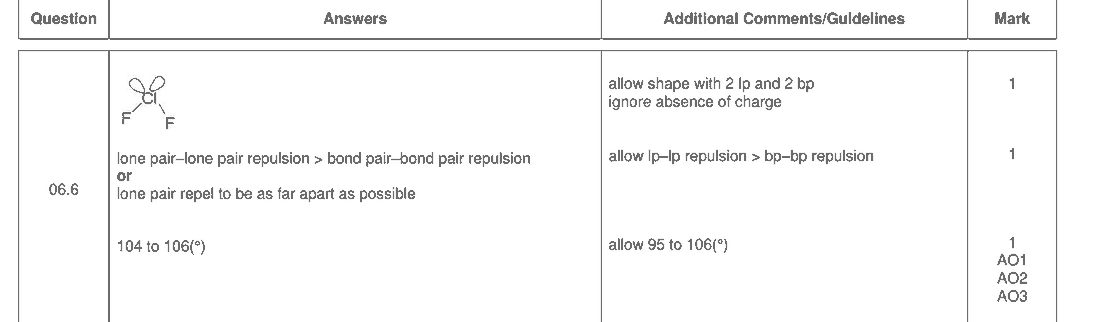 Question Answers Additional Comments/Guidelines Mark
Cl
F F
allow shape with 2 lp and 2 bp 1
ignore absence of charge
lone pair–lone pair repulsion > bond pair–bond pair repulsion allow lp–lp repulsion > bp–bp repulsion 1
or
06.6
lone pair repel to be as far apart as possible
104 to 106(°) allow 95 to 106(°) 1
AO1
AO2
AO3